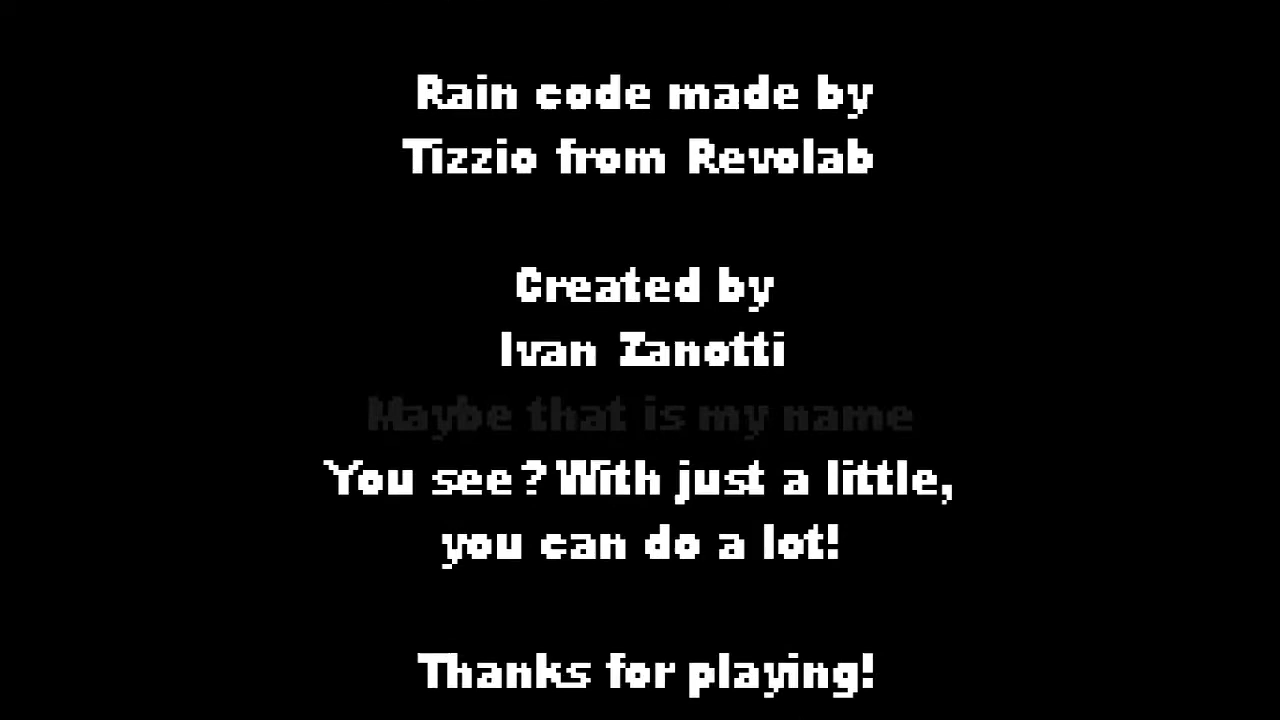 Rain code made by
Tizzio from Revolab
Created by
Ivan Zanotti
Maybe that is my name
You see? With just a little,
you can do a lot!
Thanks for playing!